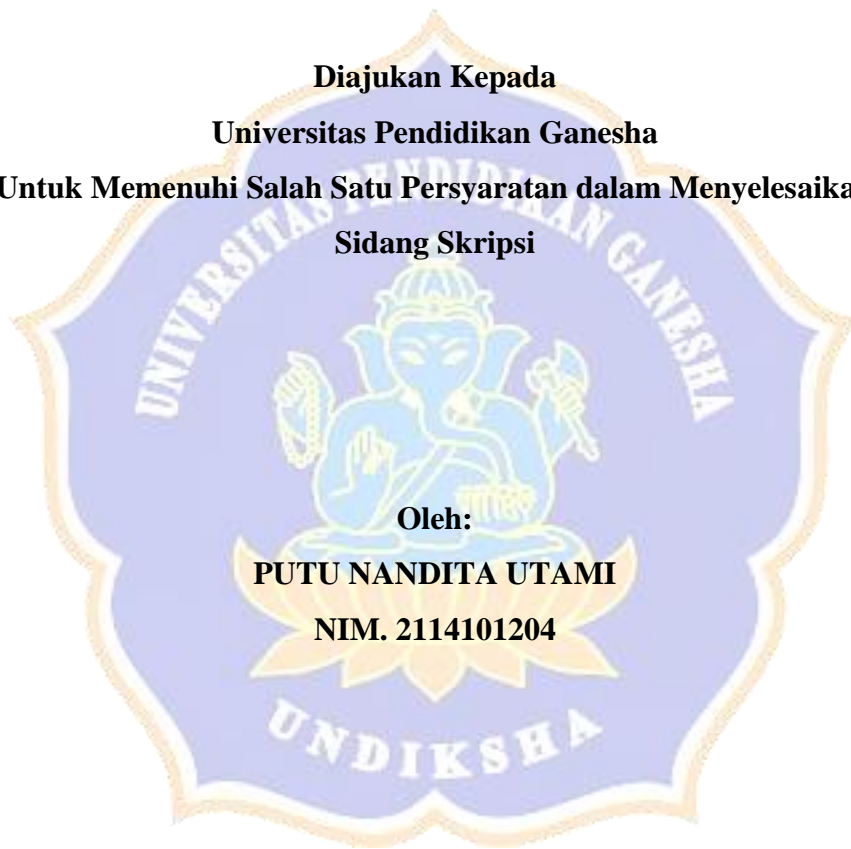 Diajukan Kepada
Universitas Pendidikan Ganesha
Untuk Memenuhi Salah Satu Persyaratan dalam Menyelesaika
Sidang Skripsi
UNIVERSITAS PENDIDIKAN GANESHA
Oleh:
PUTU NANDITA UTAMI
NIM. 2114101204
UNDIKSHA